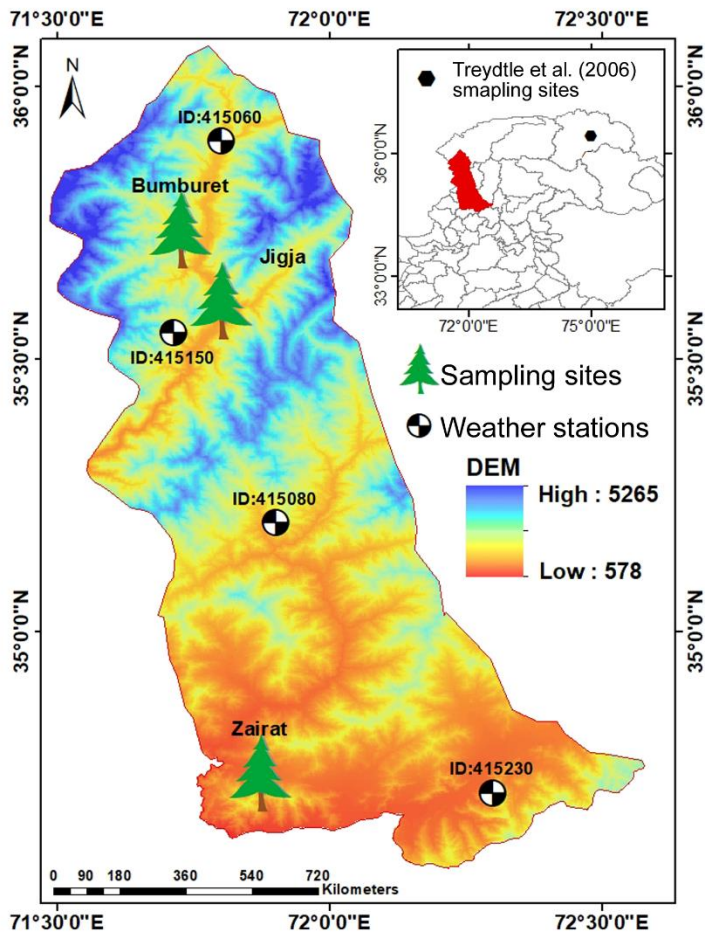 71°30'0"E
72°0'0"E
72°30'0"E
36°0'0"N
35°30'0"N
35°0'0"N
N
ID:415060
Bumburet
Jigja
ID:415150
ID:415080
Zairat
ID:415230
Treydtle et al. (2006)
smapling sites
36°0'0"N
33°0'0"N
72°0'0"E
75°0'0"E
Sampling sites
Weather stations
DEM
High : 5265
Low : 578
36°0'0"N
35°30'0"N
35°0'0"N
0 90 180 360 540 720
Kilometers
71°30'0"E
72°0'0"E
72°30'0"E